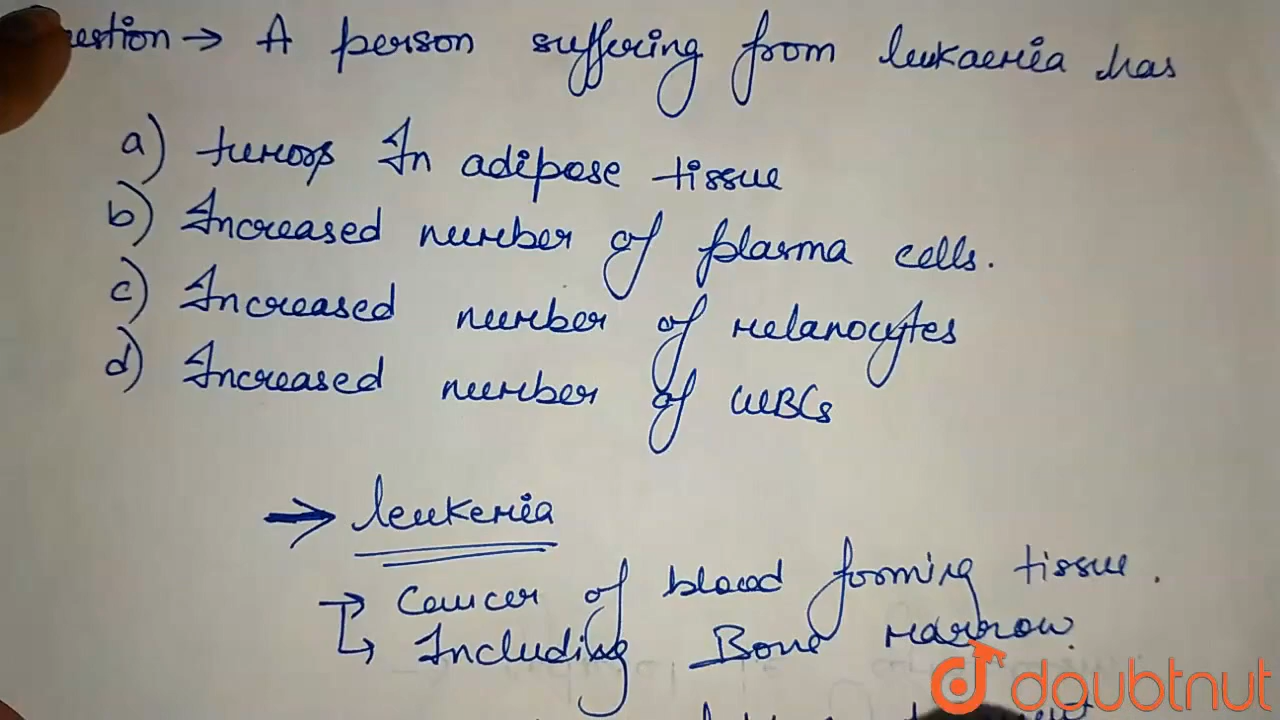 Question → A person suffering from leukaemia has
a) tumors In adipose tissue
b) Increased number of plasma cells.
c) Increased number of melanocytes
d) Increased number of WBCs
→ leukemia
→ Cancer of blood forming tissue.
↳ Including Bone marrow.
doubtnut